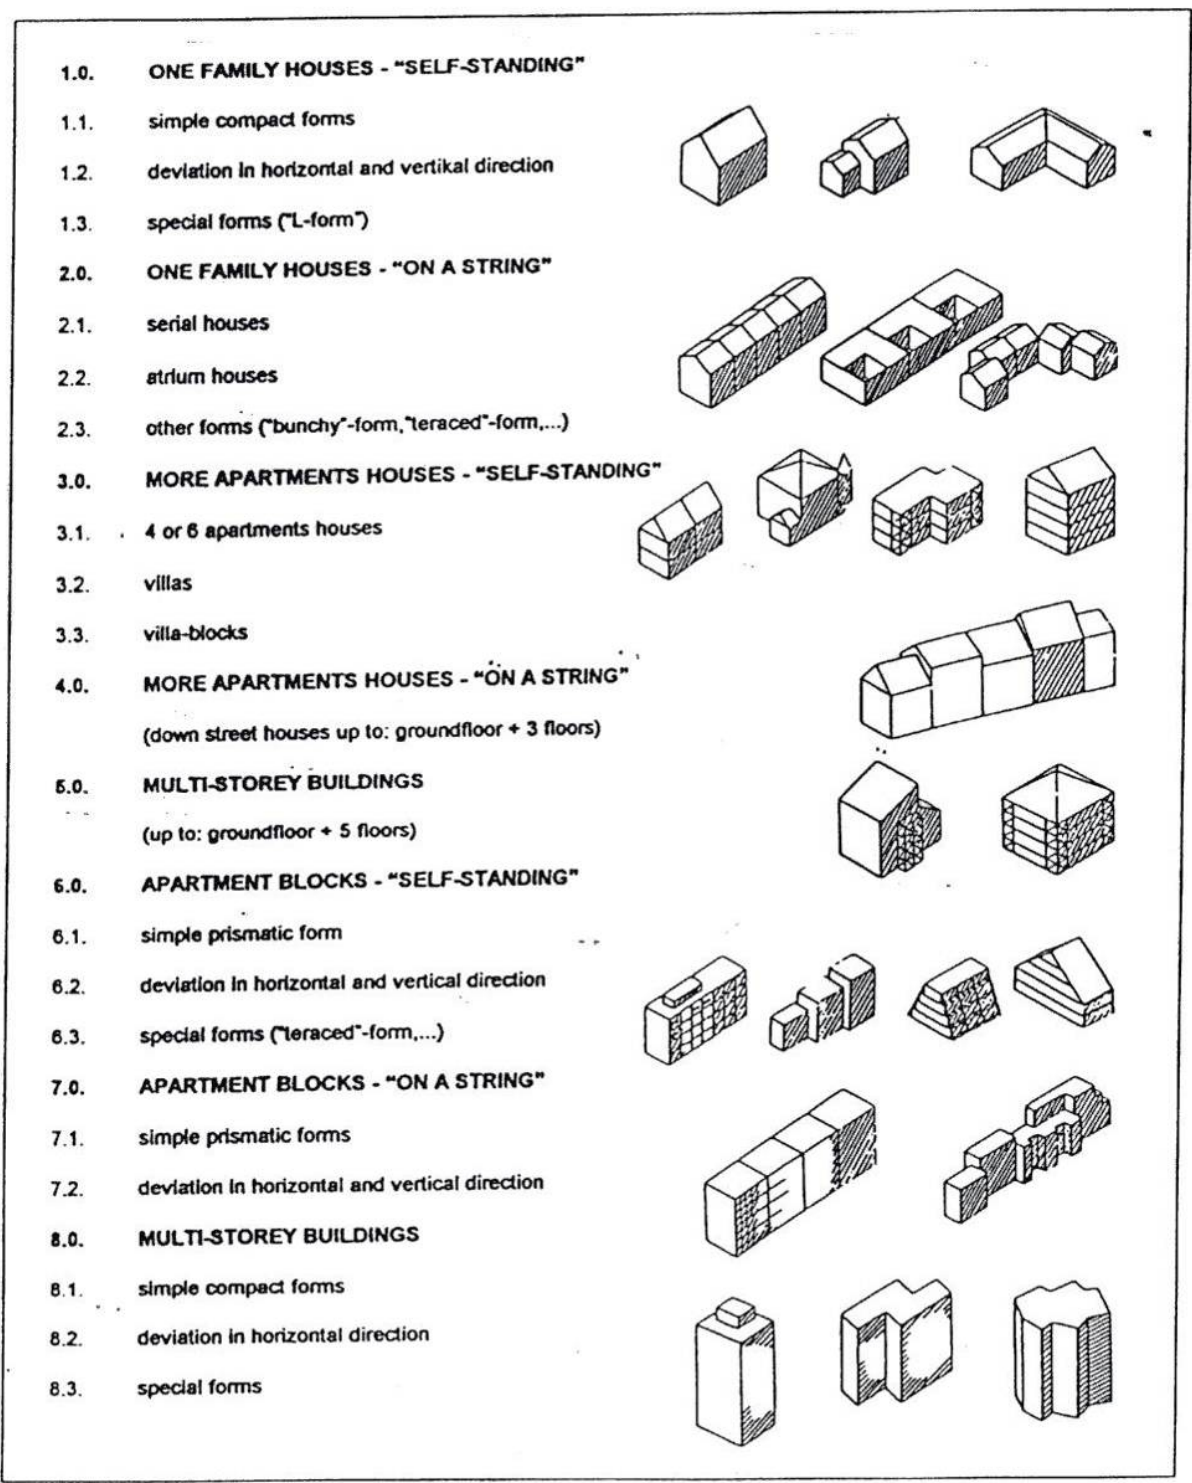 1.0. ONE FAMILY HOUSES - "SELF-STANDING"
1.1. simple compact forms
1.2. deviation in horizontal and vertikal direction
1.3. special forms ("L-form")
2.0. ONE FAMILY HOUSES - "ON A STRING"
2.1. serial houses
2.2. atrium houses
2.3. other forms ("bunchy"-form,"teraced"-form,...)
3.0. MORE APARTMENTS HOUSES - "SELF-STANDING"
3.1. 4 or 6 apartments houses
3.2. villas
3.3. villa-blocks
4.0. MORE APARTMENTS HOUSES - "ON A STRING"
(down street houses up to: groundfloor + 3 floors)
5.0. MULTI-STOREY BUILDINGS
(up to: groundfloor + 5 floors)
6.0. APARTMENT BLOCKS - "SELF-STANDING"
6.1. simple prismatic form
6.2. deviation in horizontal and vertical direction
6.3. special forms ("teraced"-form,...)
7.0. APARTMENT BLOCKS - "ON A STRING"
7.1. simple prismatic forms
7.2. deviation in horizontal and vertical direction
8.0. MULTI-STOREY BUILDINGS
8.1. simple compact forms
8.2. deviation in horizontal direction
8.3. special forms